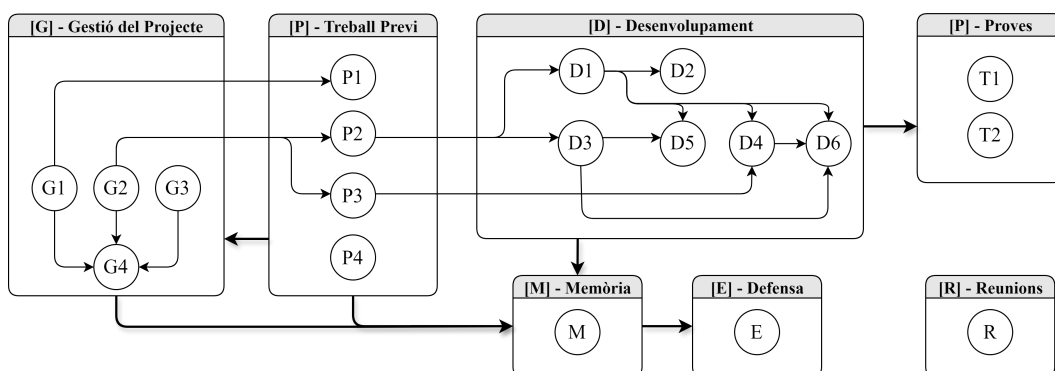 [G] - Gestió del Projecte
[P] - Treball Previ
[D] - Desenvolupament
[P] - Proves
P1
D1
D2
T1
P2
D3
D5
D4
D6
T2
G1
G2
G3
P3
G4
P4
[M] - Memòria
[E] - Defensa
[R] - Reunions
M
E
R